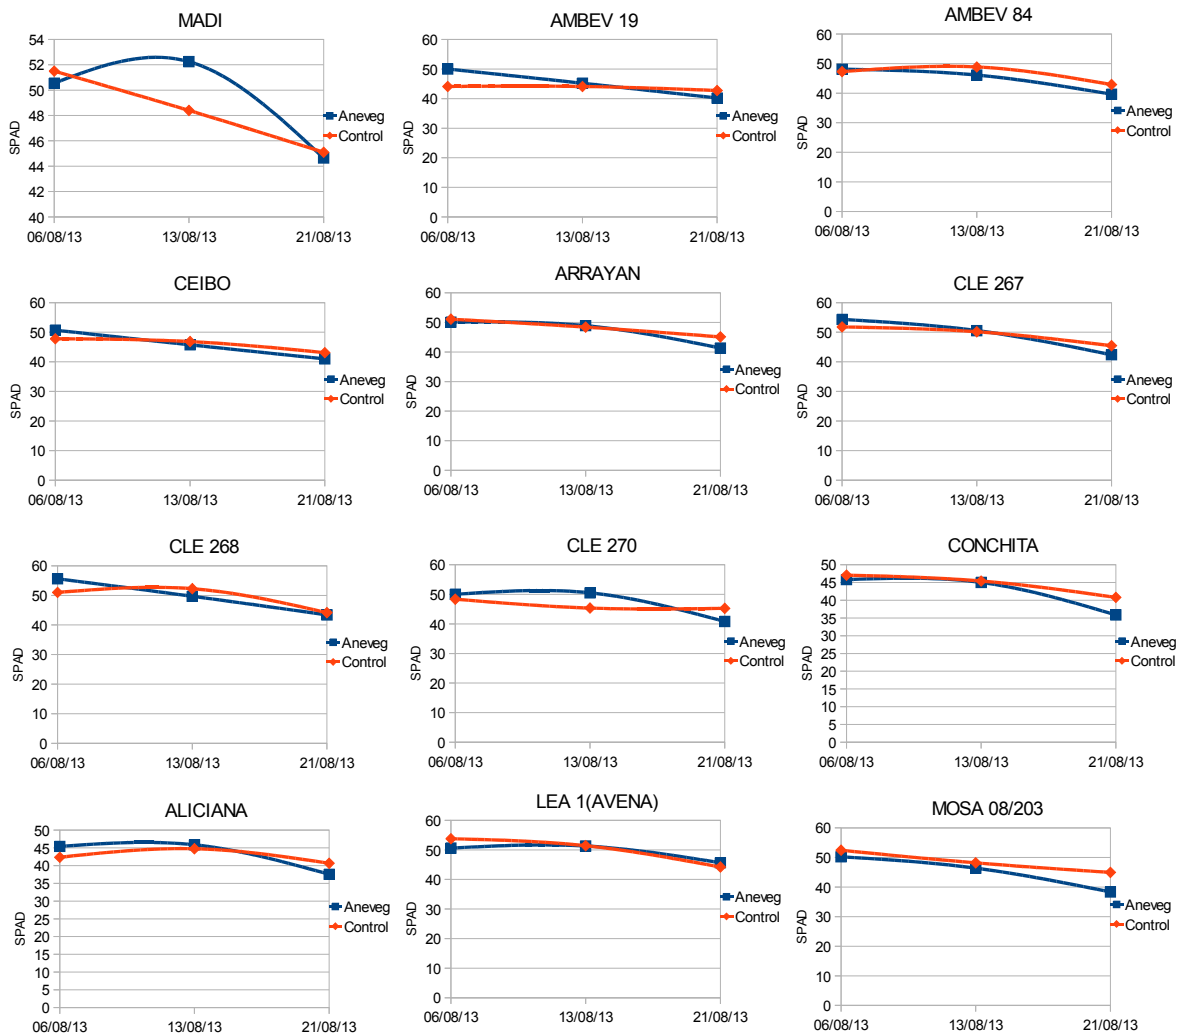 MADI
54
52
50
48
46
44
42
40
SPAD
06/08/13 13/08/13 21/08/13
Aneveg
Control
AMBEV 19
60
50
40
30
20
10
0
SPAD
06/08/13 13/08/13 21/08/13
Aneveg
Control
AMBEV 84
60
50
40
30
20
10
0
SPAD
06/08/13 13/08/13 21/08/13
Aneveg
Control
CEIBO
60
50
40
30
20
10
0
SPAD
06/08/13 13/08/13 21/08/13
Aneveg
Control
ARRAYAN
60
50
40
30
20
10
0
SPAD
06/08/13 13/08/13 21/08/13
Aneveg
Control
CLE 267
60
50
40
30
20
10
0
SPAD
06/08/13 13/08/13 21/08/13
Aneveg
Control
CLE 268
60
50
40
30
20
10
0
SPAD
06/08/13 13/08/13 21/08/13
Aneveg
Control
CLE 270
60
50
40
30
20
10
0
SPAD
06/08/13 13/08/13 21/08/13
Aneveg
Control
CONCHITA
50
45
40
35
30
25
20
15
10
5
0
SPAD
06/08/13 13/08/13 21/08/13
Aneveg
Control
ALICIANA
50
45
40
35
30
25
20
15
10
5
0
SPAD
06/08/13 13/08/13 21/08/13
Aneveg
Control
LEA 1(AVENA)
60
50
40
30
20
10
0
SPAD
06/08/13 13/08/13 21/08/13
Aneveg
Control
MOSA 08/203
60
50
40
30
20
10
0
SPAD
06/08/13 13/08/13 21/08/13
Aneveg
Control